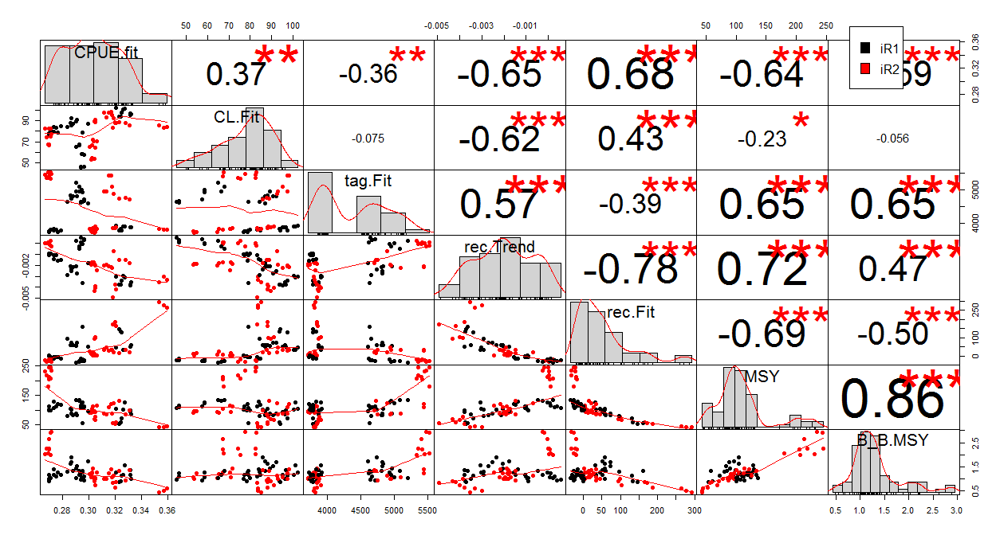 50 60 70 80 90 100 -0.005 -0.003 -0.001 50 100 150 200 250
CPUE.fit 0.37 ** -0.36 ** -0.65 *** 0.68 *** -0.64 *** *** 0.28 0.32 0.36
iR1
iR2
50 70 90 CL.Fit -0.075 -0.62 *** 0.43 *** -0.23 * -0.056
tag.Fit 0.57 *** -0.39 *** 0.65 *** 0.65 *** 4000 5000
-0.005 -0.002 rec.Trend -0.78 *** 0.72 *** 0.47 ***
rec.Fit -0.69 *** -0.50 *** 0 100 250
50 150 250 MSY 0.86 ***
B_B.MSY 0.5 1.5 2.5
0.28 0.30 0.32 0.34 0.36 4000 4500 5000 5500 0 50 100 200 300 0.5 1.0 1.5 2.0 2.5 3.0